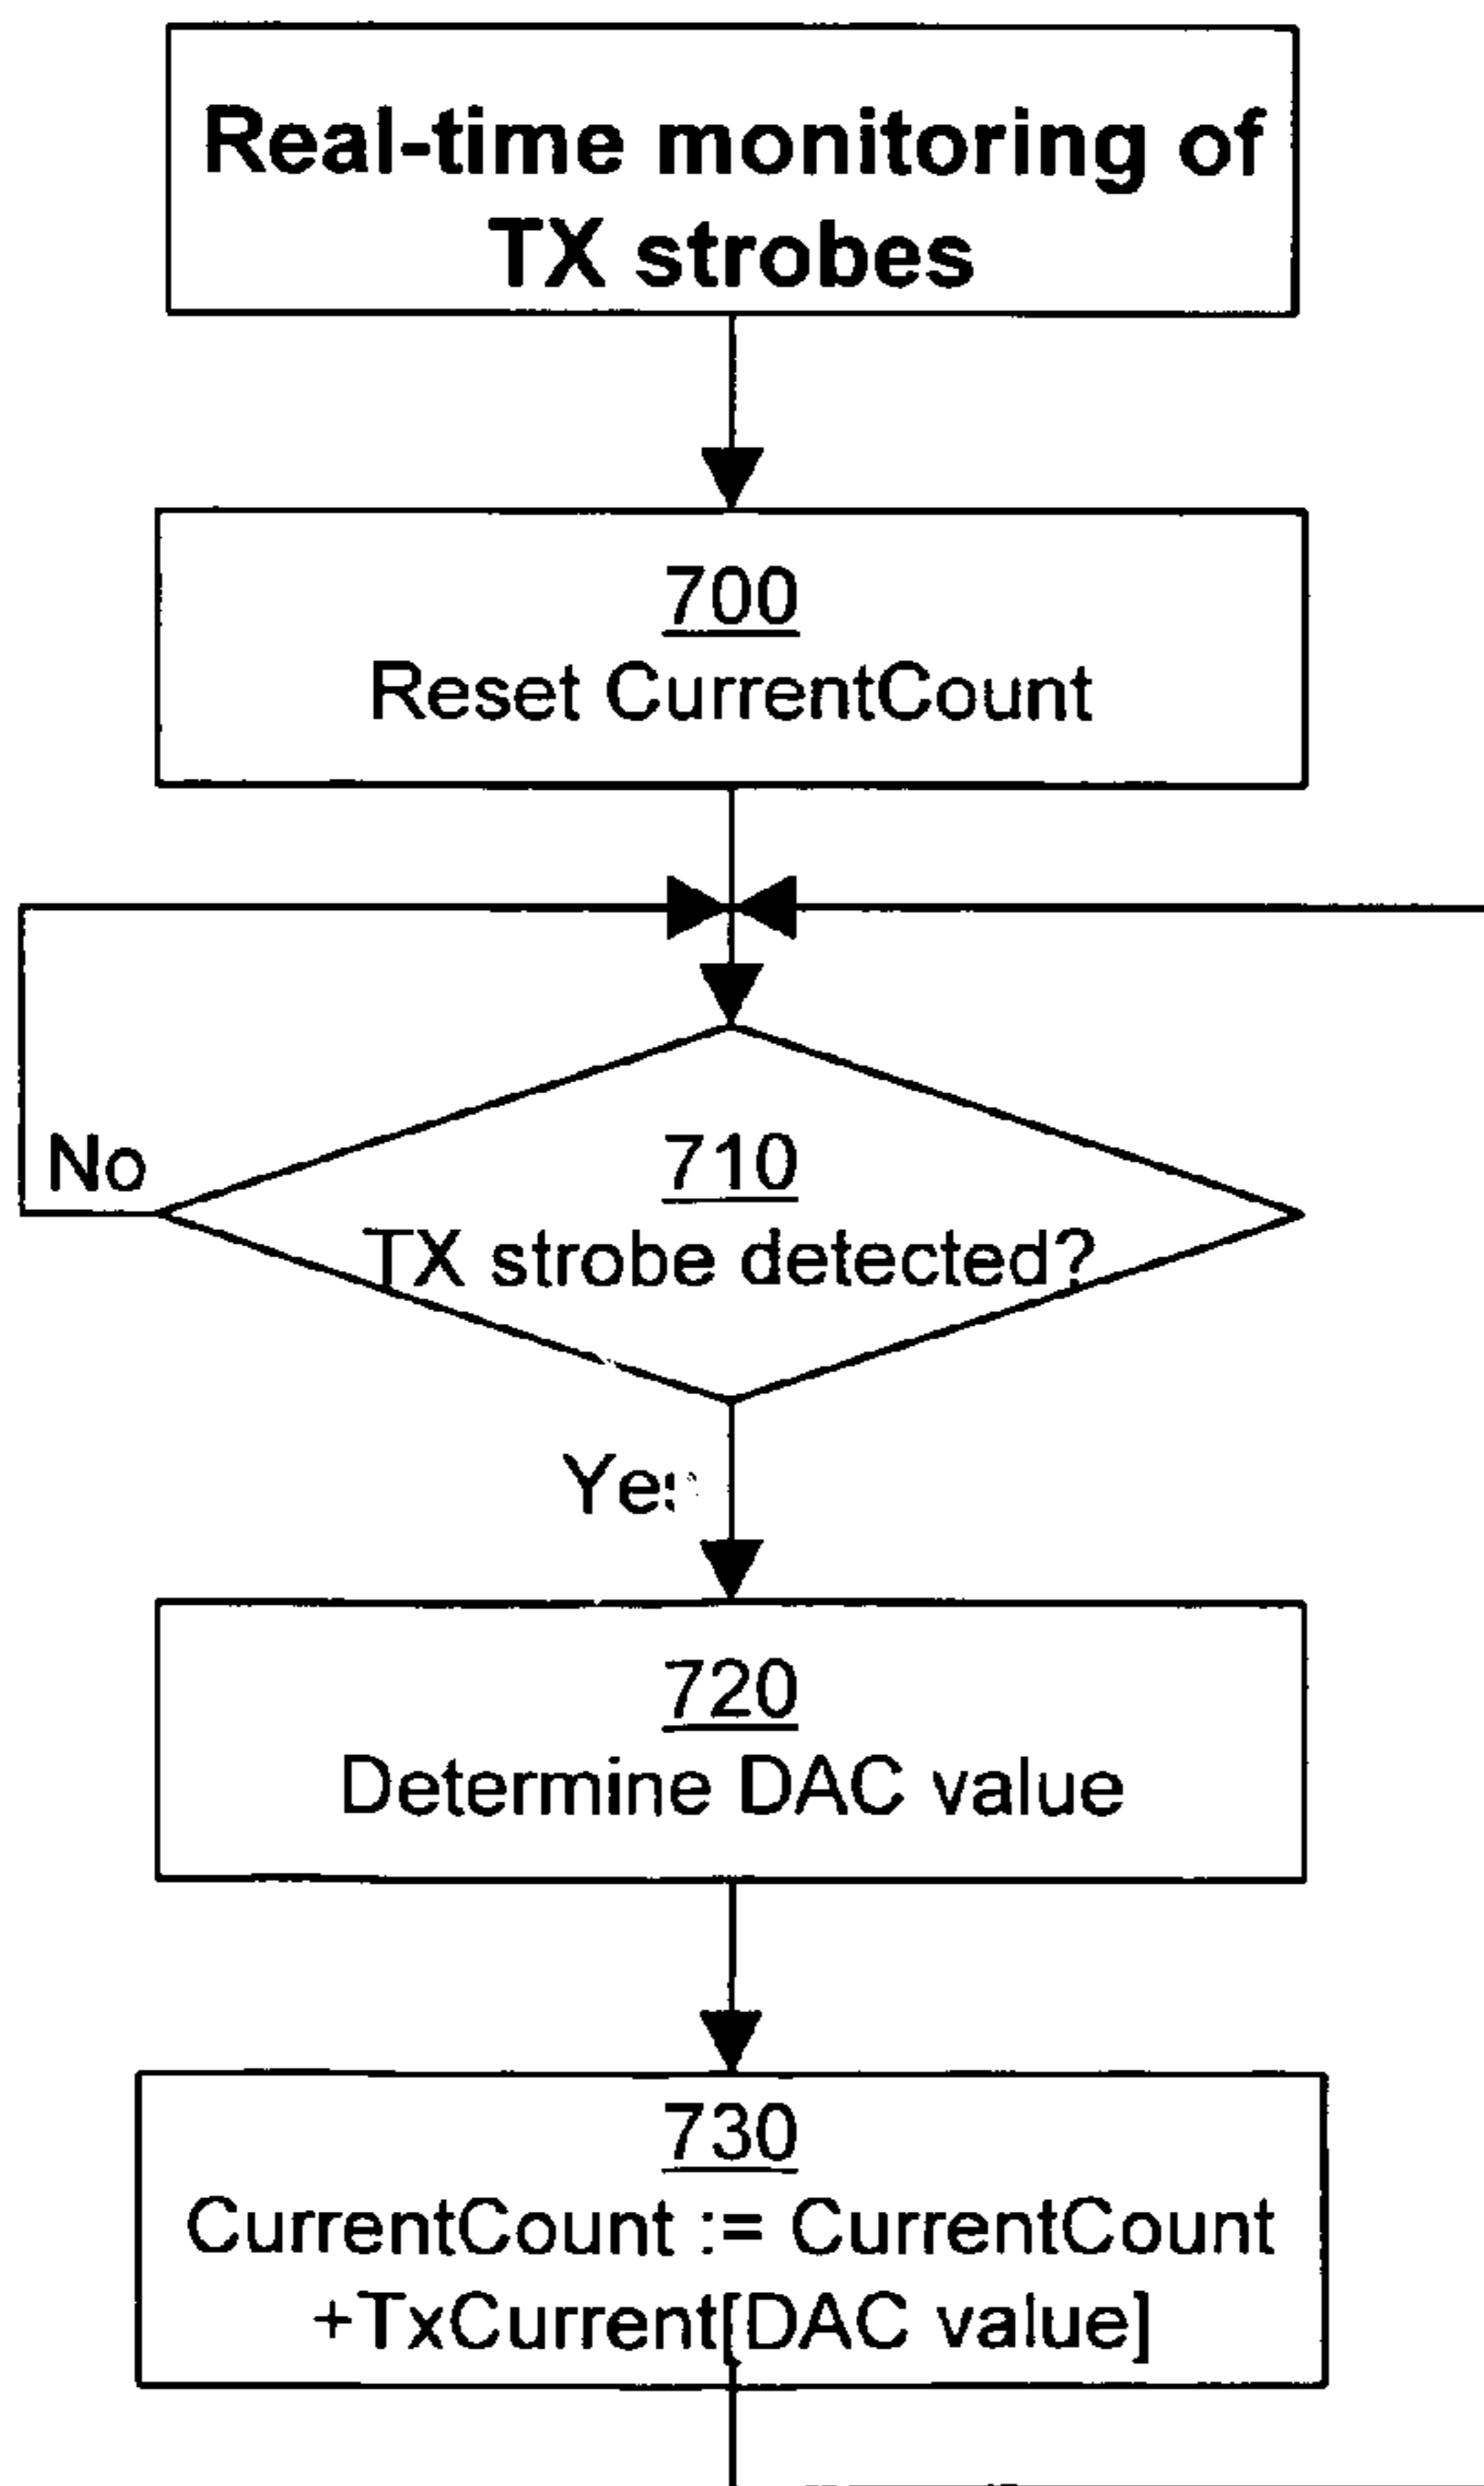 Real-time monitoring of
TX strobes
700
Reset CurrentCount
710
No
TX strobe detected?
Yes
720
Determine DAC value
730
CurrentCount := CurrentCount
+TxCurrent[DAC value]